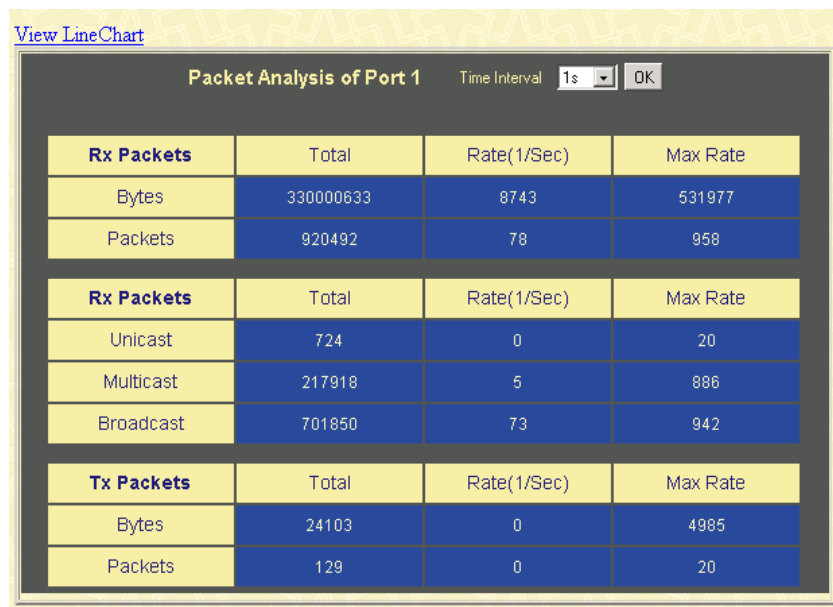 View LineChart
Packet Analysis of Port 1 Time Interval 1s OK
Rx Packets Total Rate(1/Sec) Max Rate
Bytes 330000633 8743 531977
Packets 920492 78 958
Rx Packets Total Rate(1/Sec) Max Rate
Unicast 724 0 20
Multicast 217918 5 886
Broadcast 701850 73 942
Tx Packets Total Rate(1/Sec) Max Rate
Bytes 24103 0 4985
Packets 129 0 20